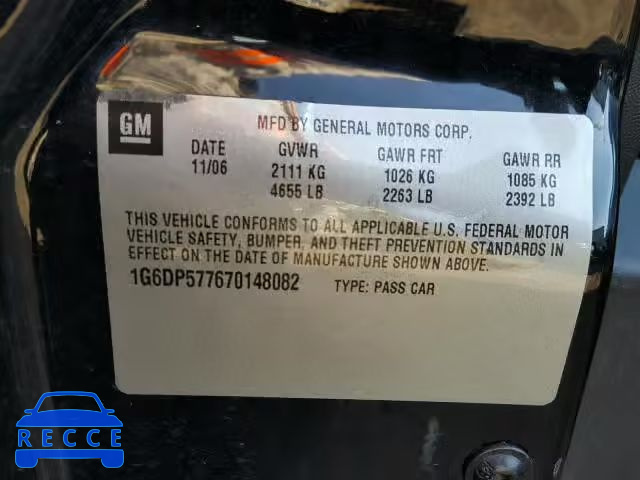 GM
MFD BY GENERAL MOTORS CORP.
DATE GVWR GAWR FRT GAWR RR
11/06 2111 KG 1026 KG 1085 KG
4655 LB 2263 LB 2392 LB
THIS VEHICLE CONFORMS TO ALL APPLICABLE U.S. FEDERAL MOTOR
VEHICLE SAFETY, BUMPER, AND THEFT PREVENTION STANDARDS IN
EFFECT ON THE DATE OF MANUFACTURE SHOWN ABOVE.
1G6DP577670148082 TYPE: PASS CAR
RECCE